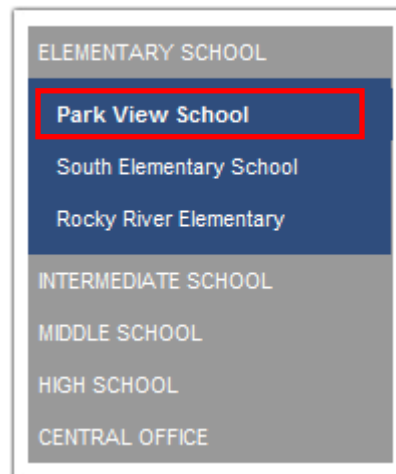 ELEMENTARY SCHOOL
Park View School
South Elementary School
Rocky River Elementary
INTERMEDIATE SCHOOL
MIDDLE SCHOOL
HIGH SCHOOL
CENTRAL OFFICE